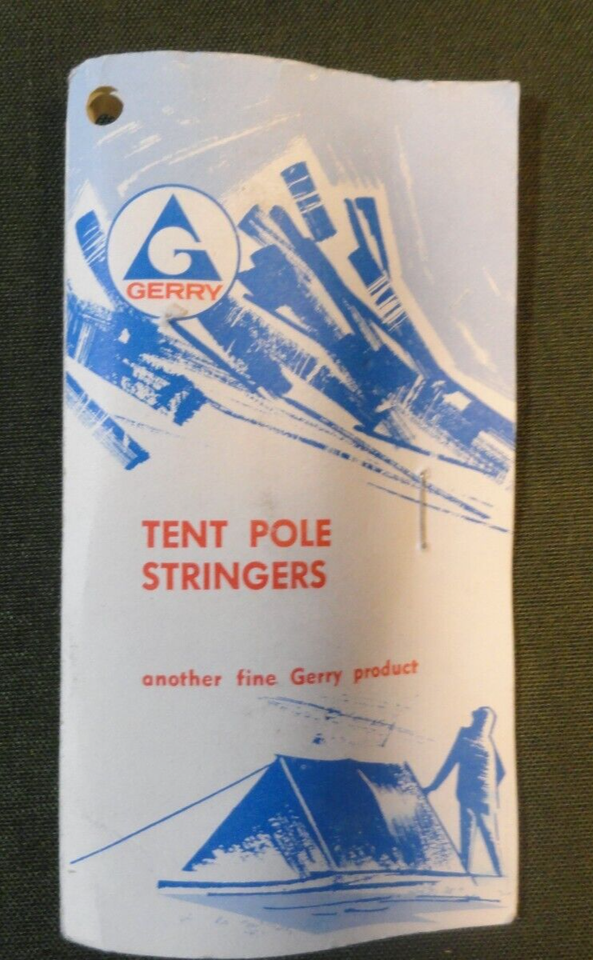 G
GERRY
TENT POLE
STRINGERS
another fine Gerry product